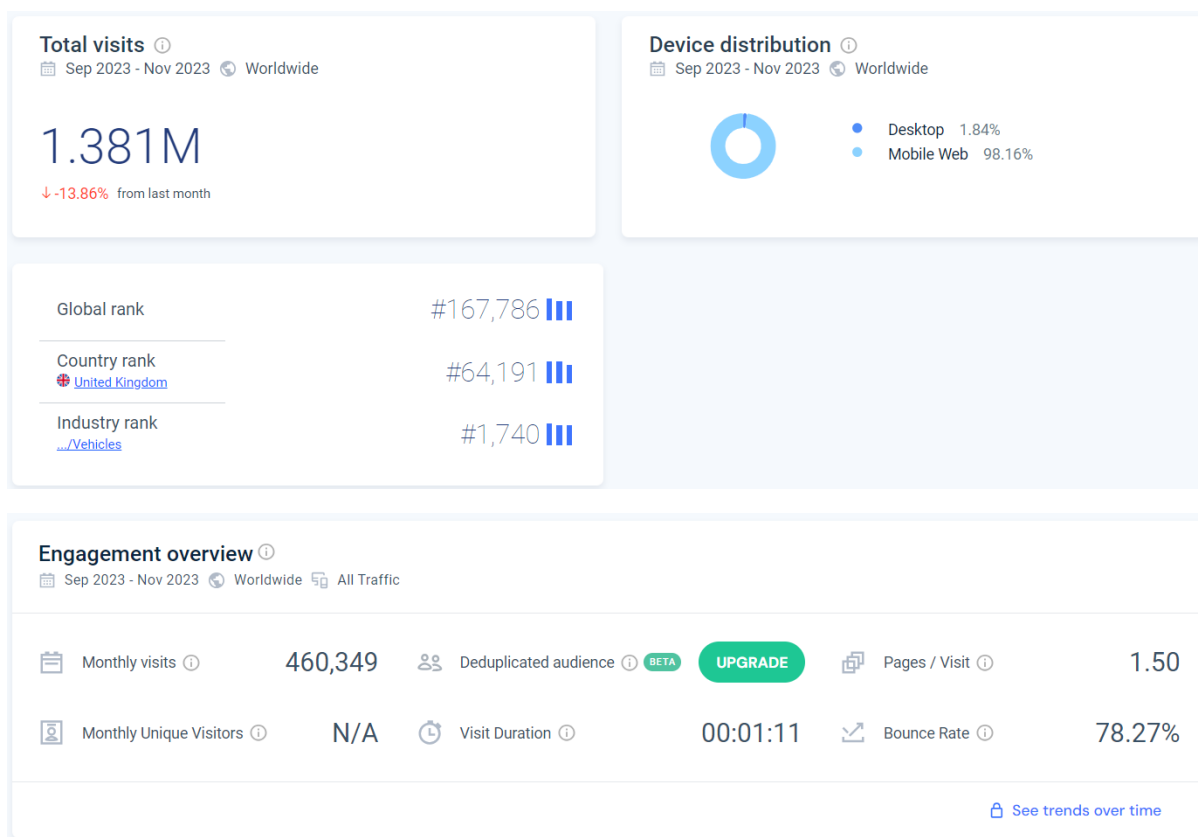 Total visits
Sep 2023 - Nov 2023 Worldwide
1.381M
↓ -13.86% from last month
Device distribution
Sep 2023 - Nov 2023 Worldwide
Desktop 1.84%
Mobile Web 98.16%
Global rank #167,786
Country rank #64,191
United Kingdom
Industry rank #1,740
.../Vehicles
Engagement overview
Sep 2023 - Nov 2023 Worldwide All Traffic
Monthly visits 460,349 Deduplicated audience BETA UPGRADE Pages / Visit 1.50
Monthly Unique Visitors N/A Visit Duration 00:01:11 Bounce Rate 78.27%
See trends over time